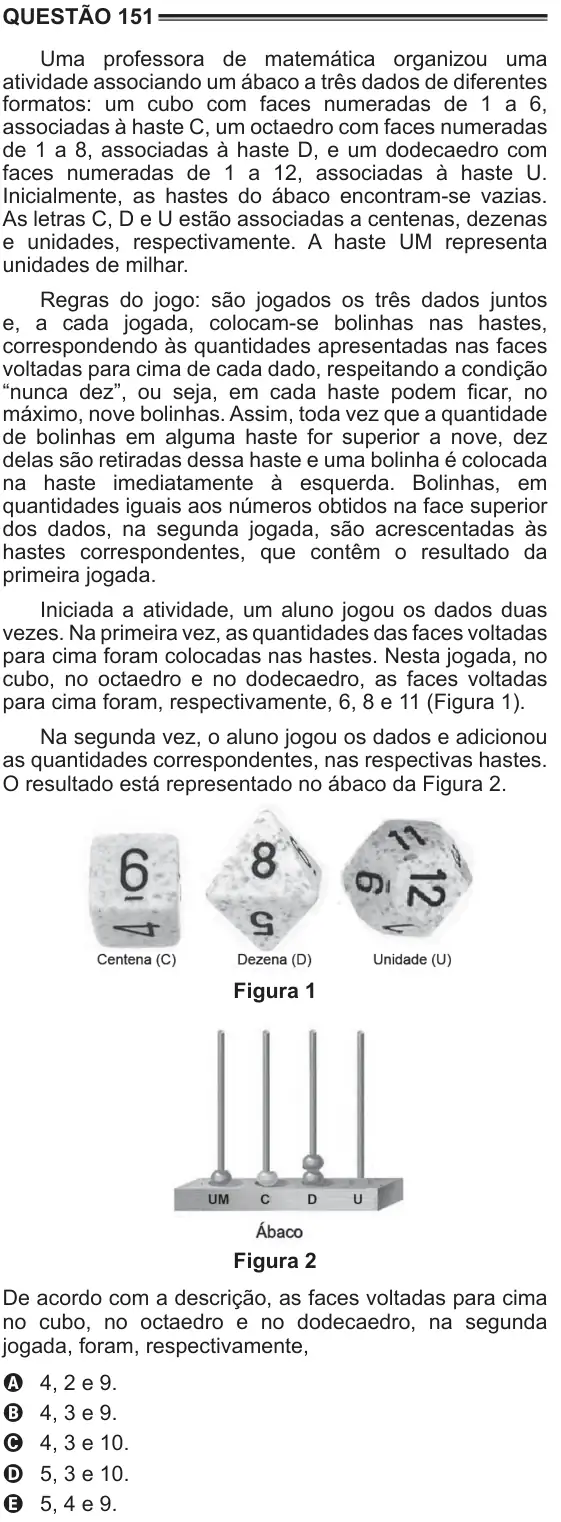 QUESTÃO 151
Uma professora de matemática organizou uma
atividade associando um ábaco a três dados de diferentes
formatos: um cubo com faces numeradas de 1 a 6,
associadas à haste C, um octaedro com faces numeradas
de 1 a 8, associadas à haste D, e um dodecaedro com
faces numeradas de 1 a 12, associadas à haste U.
Inicialmente, as hastes do ábaco encontram-se vazias.
As letras C, D e U estão associadas a centenas, dezenas
e unidades, respectivamente. A haste UM representa
unidades de milhar.
Regras do jogo: são jogados os três dados juntos
e, a cada jogada, colocam-se bolinhas nas hastes,
correspondendo às quantidades apresentadas nas faces
voltadas para cima de cada dado, respeitando a condição
“nunca dez”, ou seja, em cada haste podem ficar, no
máximo, nove bolinhas. Assim, toda vez que a quantidade
de bolinhas em alguma haste for superior a nove, dez
delas são retiradas dessa haste e uma bolinha é colocada
na haste imediatamente à esquerda. Bolinhas, em
quantidades iguais aos números obtidos na face superior
dos dados, na segunda jogada, são acrescentadas às
hastes correspondentes, que contêm o resultado da
primeira jogada.
Iniciada a atividade, um aluno jogou os dados duas
vezes. Na primeira vez, as quantidades das faces voltadas
para cima foram colocadas nas hastes. Nesta jogada, no
cubo, no octaedro e no dodecaedro, as faces voltadas
para cima foram, respectivamente, 6, 8 e 11 (Figura 1).
Na segunda vez, o aluno jogou os dados e adicionou
as quantidades correspondentes, nas respectivas hastes.
O resultado está representado no ábaco da Figura 2.
6 4 8 6 5 11 9 12 1
Centena (C) Dezena (D) Unidade (U)
Figura 1
UM C D U
Ábaco
Figura 2
De acordo com a descrição, as faces voltadas para cima
no cubo, no octaedro e no dodecaedro, na segunda
jogada, foram, respectivamente,
A 4, 2 e 9.
B 4, 3 e 9.
C 4, 3 e 10.
D 5, 3 e 10.
E 5, 4 e 9.